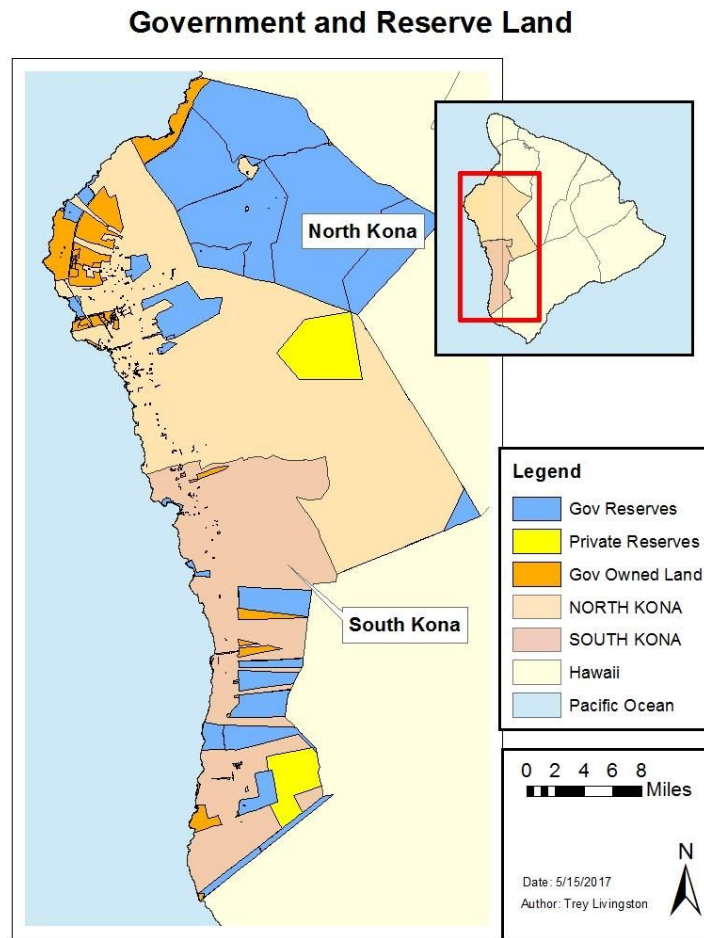 Government and Reserve Land
North Kona
South Kona
Legend
Gov Reserves
Private Reserves
Gov Owned Land
NORTH KONA
SOUTH KONA
Hawaii
Pacific Ocean
0 2 4 6 8
Miles
N
Date: 5/15/2017
Author: Trey Livingston